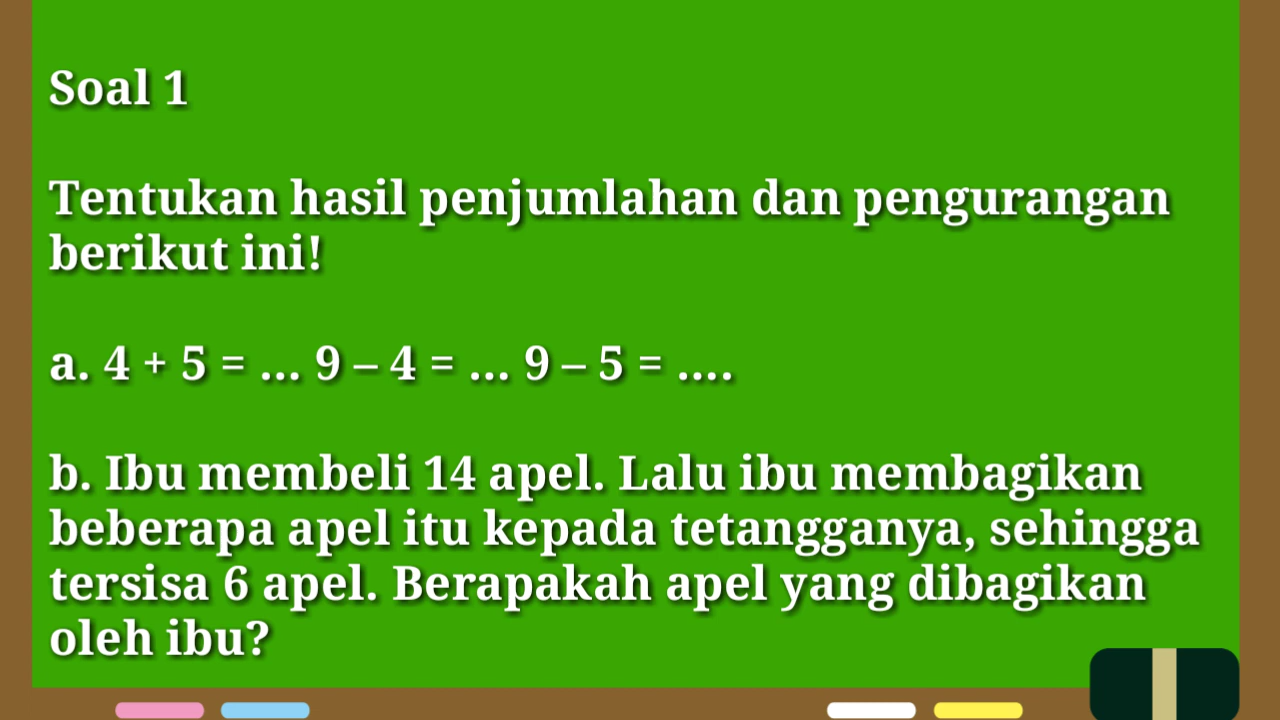 Soal 1
Tentukan hasil penjumlahan dan pengurangan
berikut ini!
a. 4 + 5 = ... 9 – 4 = ... 9 – 5 = ....
b. Ibu membeli 14 apel. Lalu ibu membagikan
beberapa apel itu kepada tetangganya, sehingga
tersisa 6 apel. Berapakah apel yang dibagikan
oleh ibu?